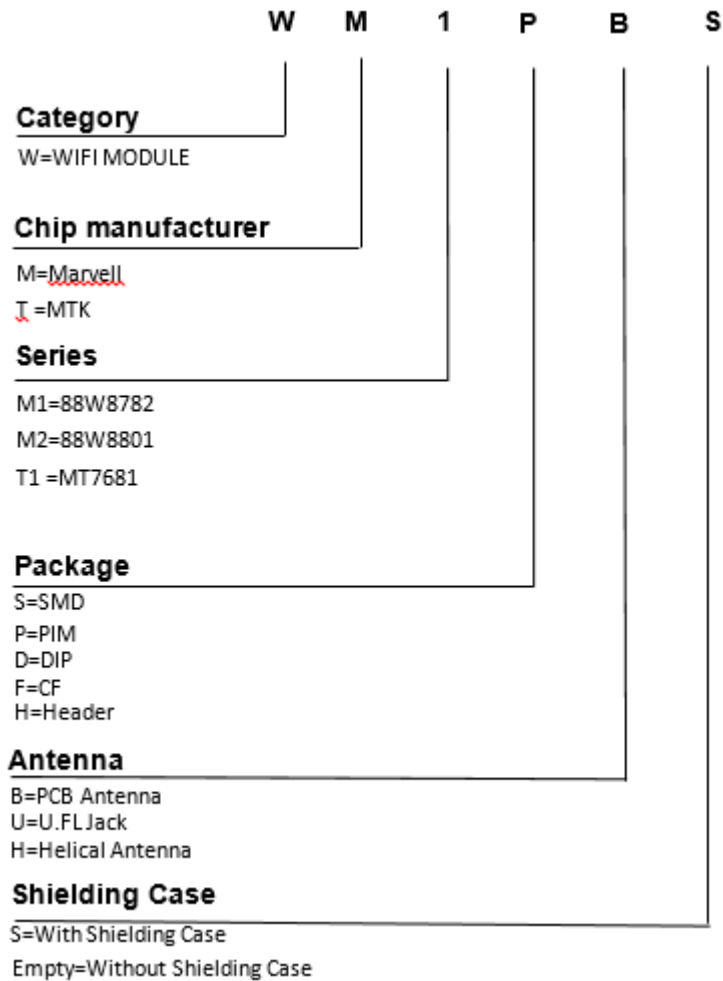 W M 1 P B S
Category
W=WIFI MODULE
Chip manufacturer
M=Marvell
T =MTK
Series
M1=88W8782
M2=88W8801
T1 =MT7681
Package
S=SMD
P=PIM
D=DIP
F=CF
H=Header
Antenna
B=PCB Antenna
U=U.FL Jack
H=Helical Antenna
Shielding Case
S=With Shielding Case
Empty=Without Shielding Case